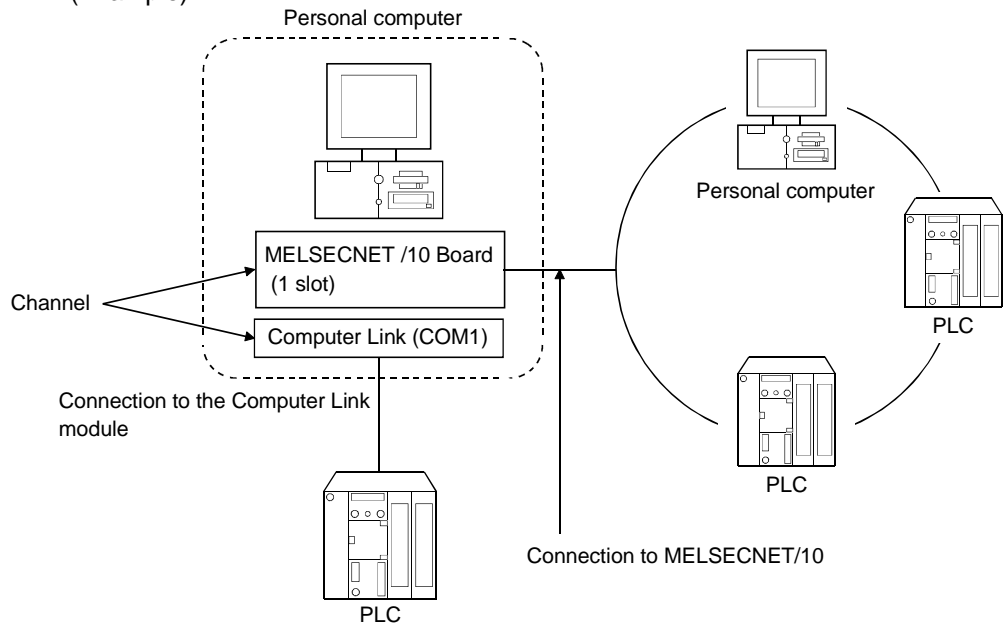 Personal computer
MELSECNET /10 Board
(1 slot)
Personal computer
Channel
Computer Link (COM1)
PLC
Connection to the Computer Link
module
PLC
Connection to MELSECNET/10
PLC